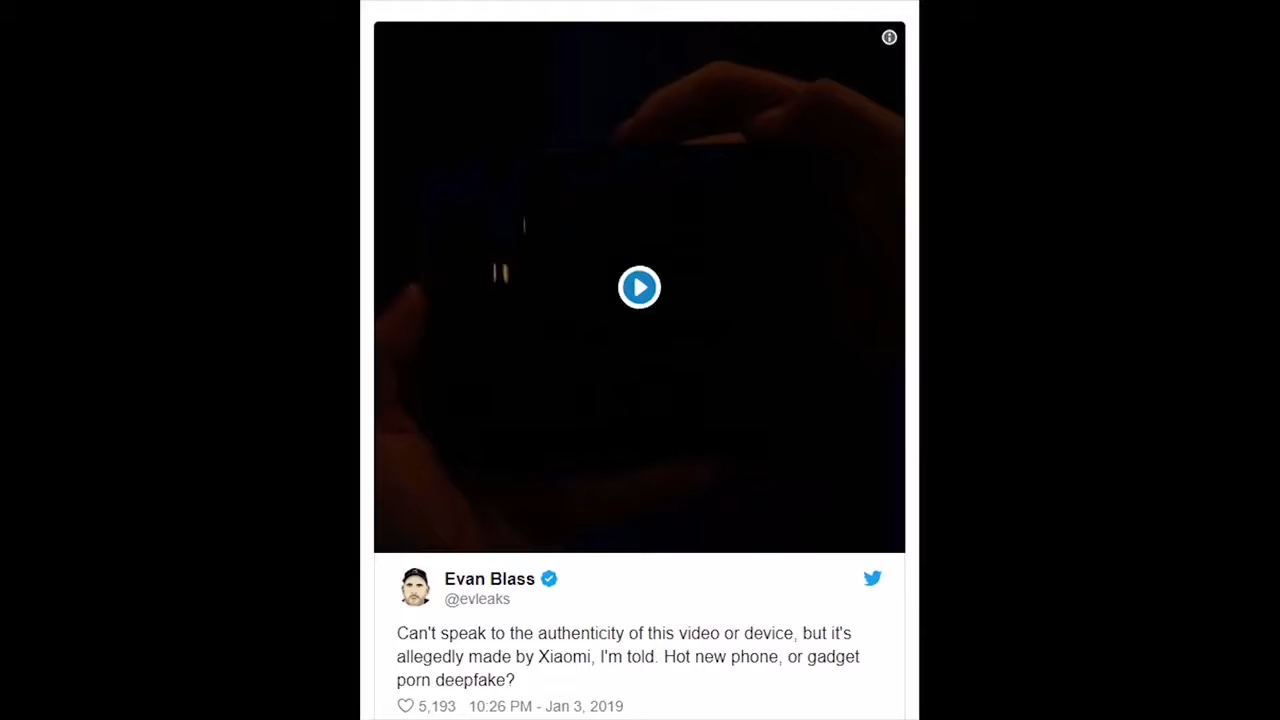 Evan Blass
@evleaks
Can't speak to the authenticity of this video or device, but it's
allegedly made by Xiaomi, I'm told. Hot new phone, or gadget
porn deepfake?
5,193 10:26 PM - Jan 3, 2019